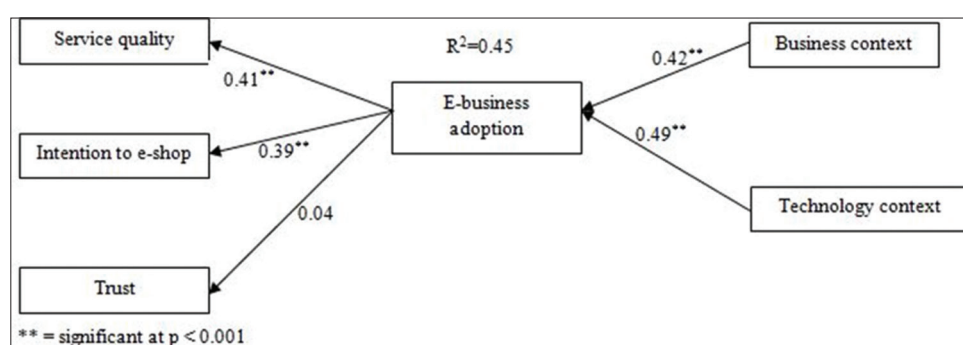 Service quality
R²=0.45
Business context
0.41**
0.42**
E-business
adoption
Intention to e-shop
0.39**
0.49**
0.04
Technology context
Trust
** = significant at p < 0.001